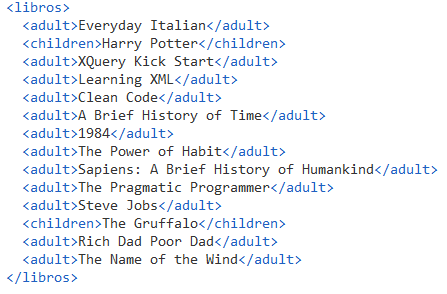 <libros>
  <adult>Everyday Italian</adult>
  <children>Harry Potter</children>
  <adult>XQuery Kick Start</adult>
  <adult>Learning XML</adult>
  <adult>Clean Code</adult>
  <adult>A Brief History of Time</adult>
  <adult>1984</adult>
  <adult>The Power of Habit</adult>
  <adult>Sapiens: A Brief History of Humankind</adult>
  <adult>The Pragmatic Programmer</adult>
  <adult>Steve Jobs</adult>
  <children>The Gruffalo</children>
  <adult>Rich Dad Poor Dad</adult>
  <adult>The Name of the Wind</adult>
</libros>